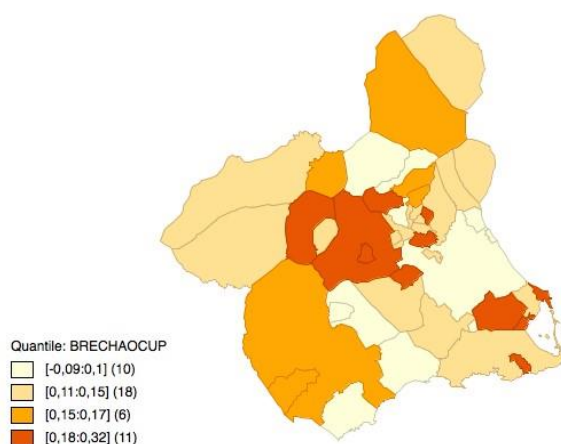 Quantile: BRECHAOCUP
[-0,09:0,1] (10)
[0,11:0,15] (18)
[0,15:0,17] (6)
[0,18:0,32] (11)